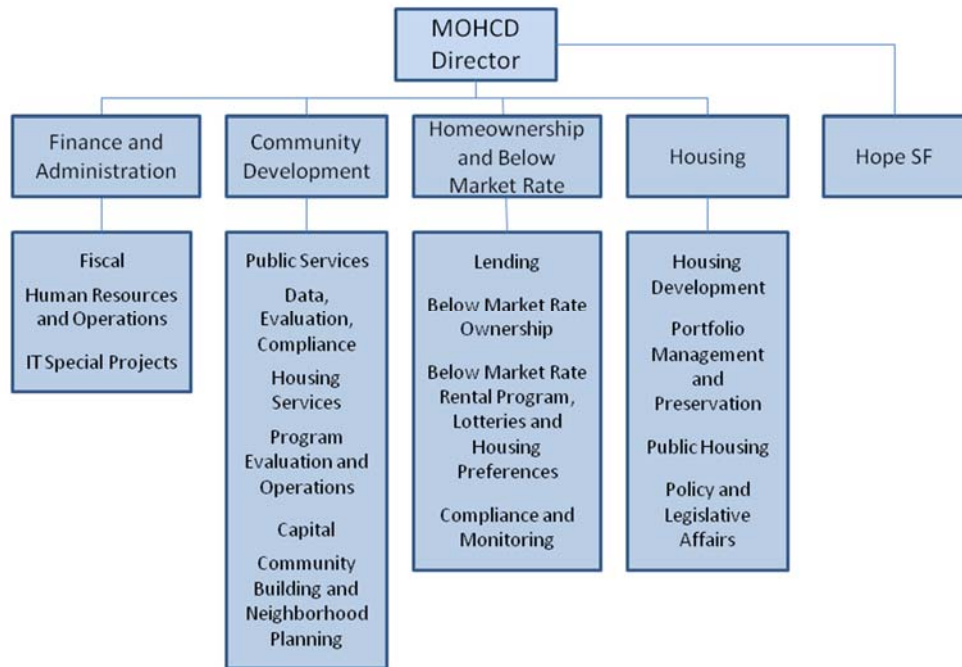 MOHCD
Director
Finance and
Administration
Community
Development
Homeownership
and Below
Market Rate
Housing
Hope SF
Fiscal
Human Resources
and Operations
IT Special Projects
Public Services
Data,
Evaluation,
Compliance
Housing
Services
Program
Evaluation and
Operations
Capital
Community
Building and
Neighborhood
Planning
Lending
Below Market Rate
Ownership
Below Market Rate
Rental Program,
Lotteries and
Housing
Preferences
Compliance and
Monitoring
Housing
Development
Portfolio
Management
and
Preservation
Public Housing
Policy and
Legislative
Affairs